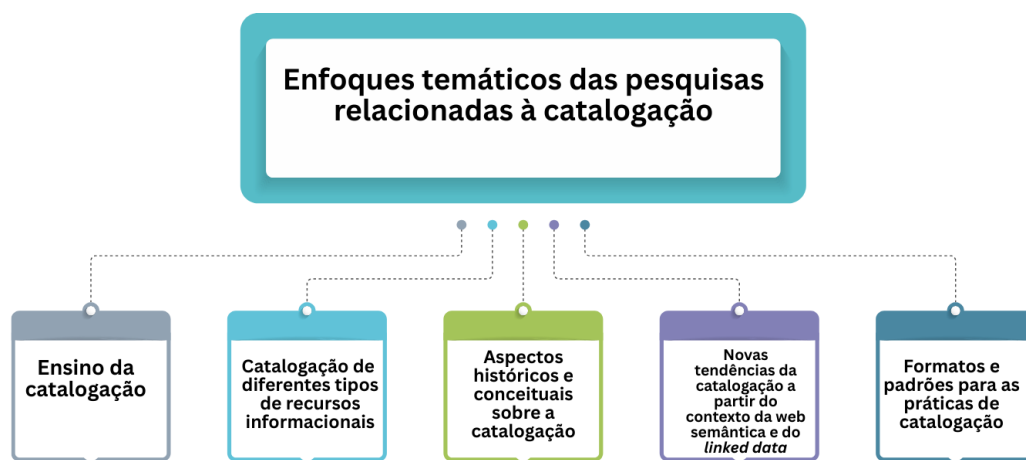 Enfoques temáticos das pesquisas
relacionadas à catalogação
Ensino da
catalogação
Catalogação de
diferentes tipos
de recursos
informacionais
Aspectos
históricos e
conceituais
sobre a
catalogação
Novas
tendências da
catalogação a
partir do
contexto da web
semântica e do
linked data
Formatos e
padrões para as
práticas de
catalogação